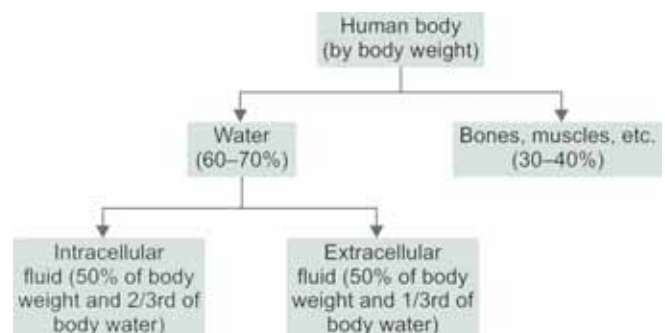 Human body
(by body weight)
Water
(60–70%)
Bones, muscles, etc.
(30–40%)
Intracellular
fluid (50% of body
weight and 2/3rd of
body water)
Extracellular
fluid (50% of body
weight and 1/3rd of
body water)